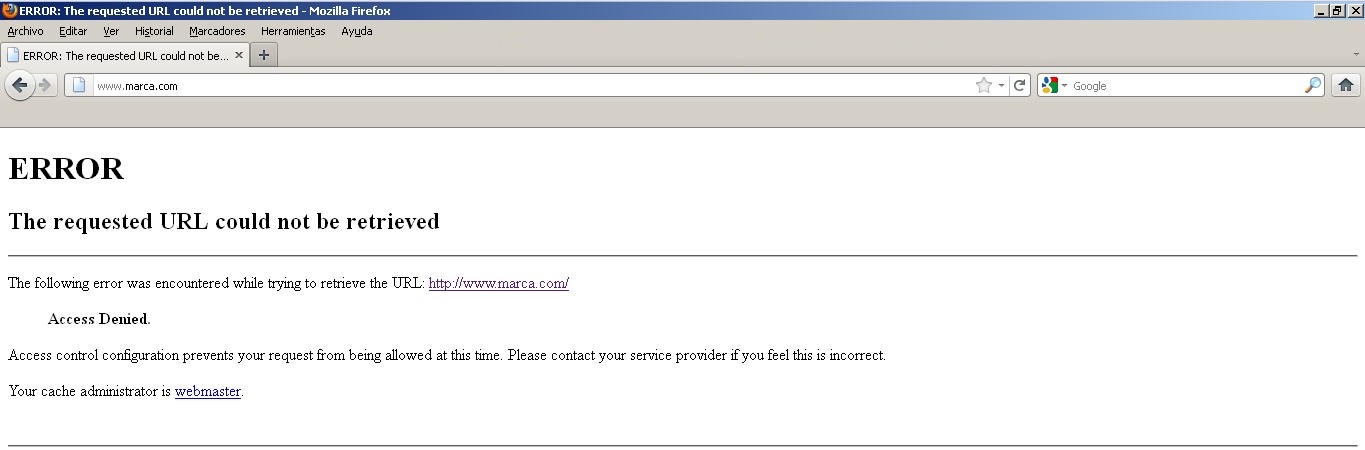 ERROR: The requested URL could not be retrieved - Mozilla Firefox
Archivo Editar Ver Historial Marcadores Herramientas Ayuda
ERROR: The requested URL could not be...
www.marca.com Google
ERROR
The requested URL could not be retrieved
The following error was encountered while trying to retrieve the URL: http://www.marca.com/
Access Denied.
Access control configuration prevents your request from being allowed at this time. Please contact your service provider if you feel this is incorrect.
Your cache administrator is webmaster.